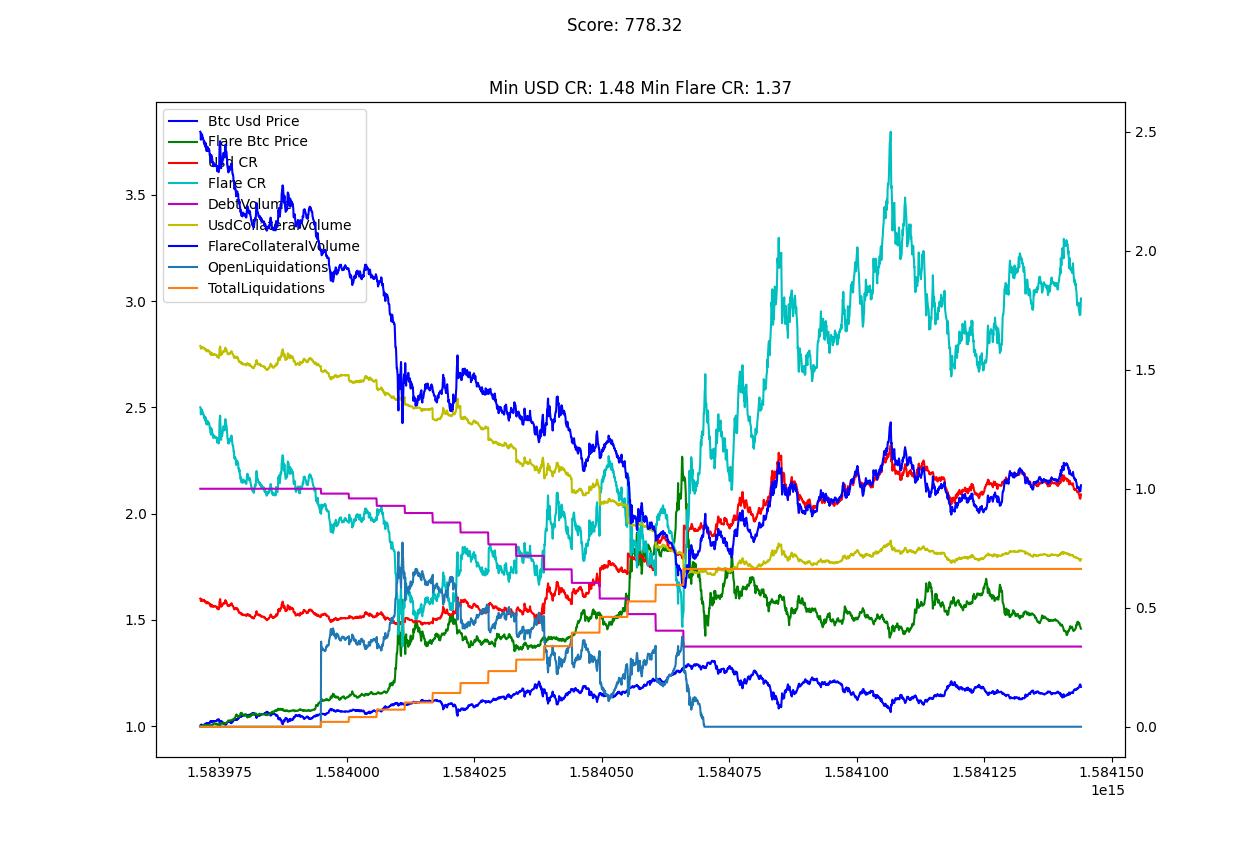 Score: 778.32
Min USD CR: 1.48 Min Flare CR: 1.37
Btc Usd Price
Flare Btc Price
Usd CR
Flare CR
DebtVolume
UsdCollateralVolume
FlareCollateralVolume
OpenLiquidations
TotalLiquidations
3.5
3.0
2.5
2.0
1.5
1.0
2.5
2.0
1.5
1.0
0.5
0.0
1.583975
1.584000
1.584025
1.584050
1.584075
1.584100
1.584125
1.584150
1e15